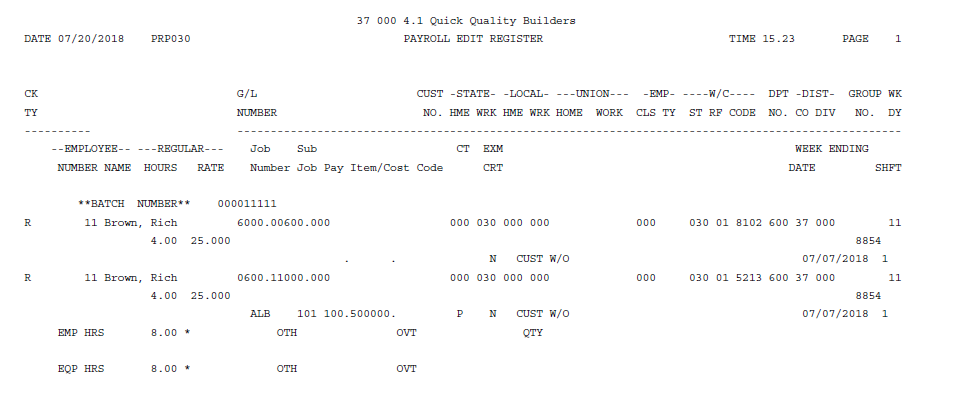 37 000 4.1 Quick Quality Builders
DATE 07/20/2018 PRP030 PAYROLL EDIT REGISTER TIME 15.23 PAGE 1
CK G/L CUST -STATE- -LOCAL- ---UNION--- -EMP- ----W/C---- DPT -DIST- GROUP WK
TY NUMBER NO. HME WRK HME WRK HOME WORK CLS TY ST RF CODE NO. CO DIV NO. DY
---------- ----------------------------------------------------------------------------------------------------
--EMPLOYEE-- ---REGULAR--- Job Sub CT EXM WEEK ENDING
NUMBER NAME HOURS RATE Number Job Pay Item/Cost Code CRT DATE SHFT
**BATCH NUMBER** 000011111
R 11 Brown, Rich 6000.00600.000 000 030 000 000 000 030 01 8102 600 37 000 11
4.00 25.000 8854
. . N CUST W/O 07/07/2018 1
R 11 Brown, Rich 0600.11000.000 000 030 000 000 000 030 01 5213 600 37 000 11
4.00 25.000 8854
ALB 101 100.500000. P N CUST W/O 07/07/2018 1
EMP HRS 8.00 * OTH OVT QTY
EQP HRS 8.00 * OTH OVT